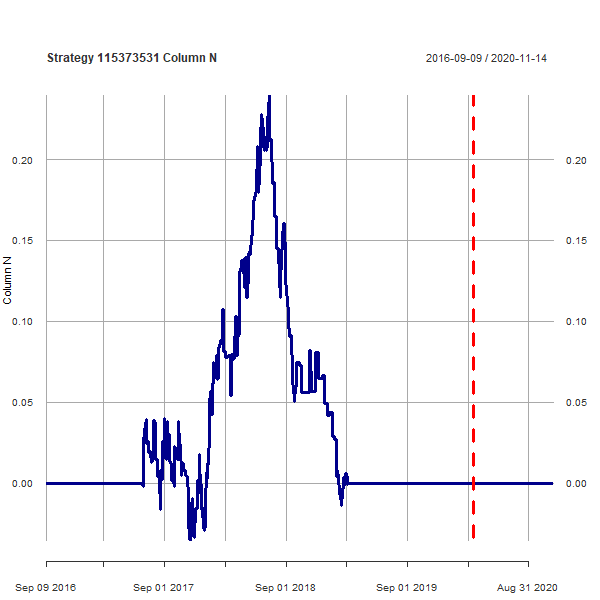 Strategy 115373531 Column N
2016-09-09 / 2020-11-14
0.20
0.20
0.15
0.15
Column N
0.10
0.10
0.05
0.05
0.00
0.00
Sep 09 2016
Sep 01 2017
Sep 01 2018
Sep 01 2019
Aug 31 2020